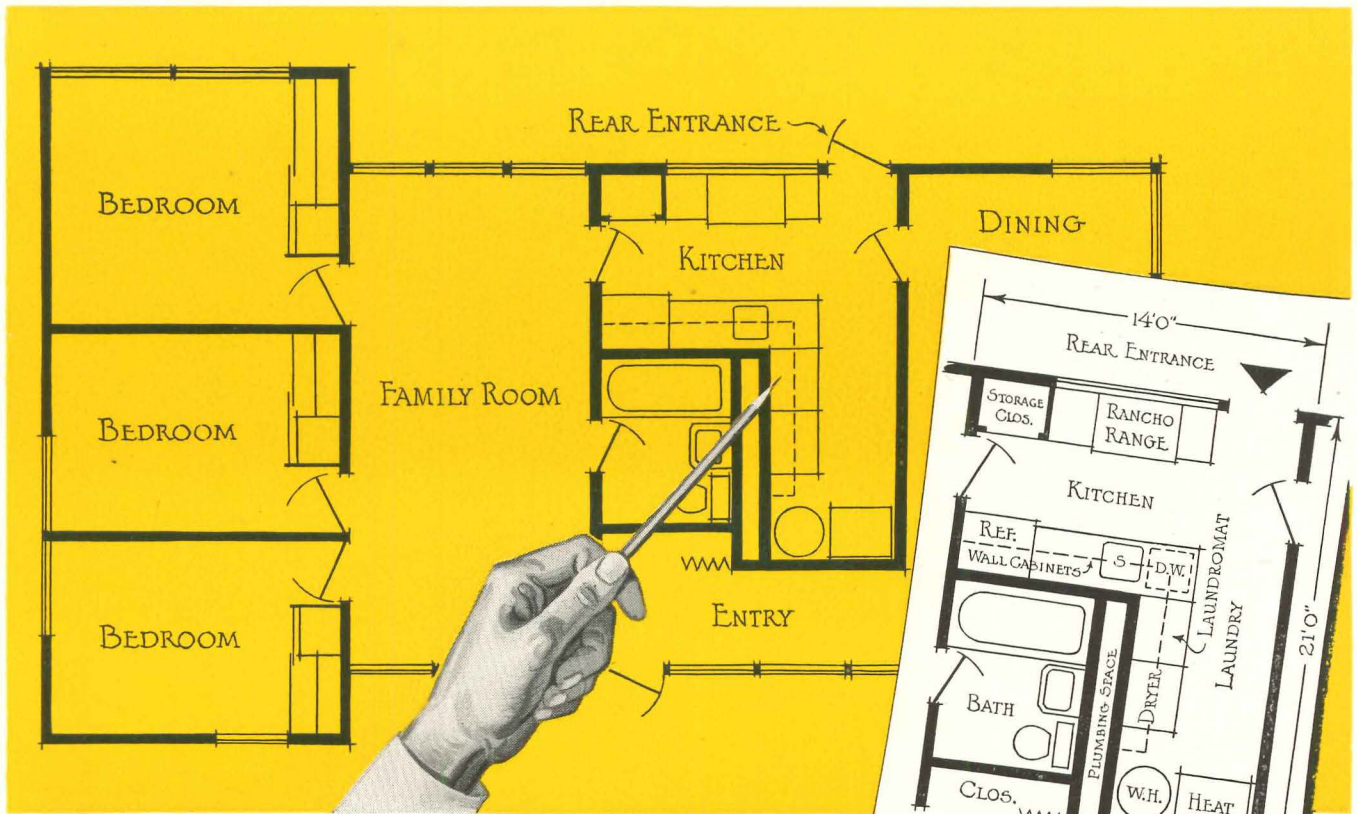 REAR ENTRANCE
BEDROOM
DINING
KITCHEN
FAMILY ROOM
BEDROOM
ENTRY
BEDROOM
14'0"
REAR ENTRANCE
STORAGE
CLOS.
RANCHO
RANGE
KITCHEN
REF.
WALL CABINETS
S
D.W.
LAUNDROMAT
LAUNDRY
21'0"
DRYER
PLUMBING SPACE
BATH
CLOS.
W.H.
HEAT